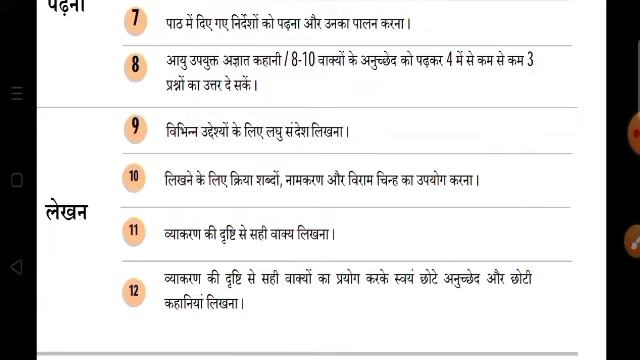 पढ़ना
7 पाठ में दिए गए निर्देशों को पढ़ना और उनका पालन करना।
8 आयु उपयुक्त अज्ञात कहानी / 8-10 वाक्यों के अनुच्छेद को पढ़कर 4 में से कम से कम 3
प्रश्नों का उत्तर दे सकें।
9 विभिन्न उद्देश्यों के लिए लघु संदेश लिखना।
10 लिखने के लिए क्रिया शब्दों, नामकरण और विराम चिन्ह का उपयोग करना।
लेखन
11 व्याकरण की दृष्टि से सही वाक्य लिखना।
12 व्याकरण की दृष्टि से सही वाक्यों का प्रयोग करके स्वयं छोटे अनुच्छेद और छोटी
कहानियां लिखना।